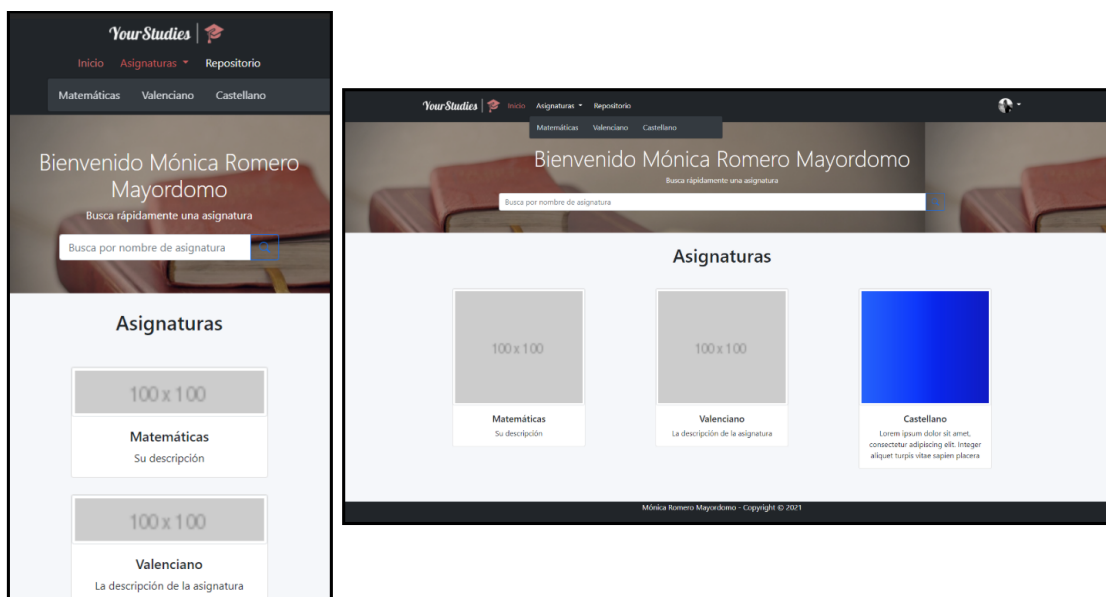 YourStudies
Inicio Asignaturas Repositorio
Matemáticas Valenciano Castellano
Bienvenido Mónica Romero
Mayordomo
Busca rápidamente una asignatura
Busca por nombre de asignatura
Asignaturas
100 x 100
Matemáticas
Su descripción
100 x 100
Valenciano
La descripción de la asignatura
YourStudies Inicio Asignaturas Repositorio
Matemáticas Valenciano Castellano
Bienvenido Mónica Romero Mayordomo
Busca rápidamente una asignatura
Busca por nombre de asignatura
Asignaturas
100 x 100
Matemáticas
Su descripción
100 x 100
Valenciano
La descripción de la asignatura
Castellano
Lorem ipsum dolor sit amet,
consectetur adipiscing elit. Integer
aliquet turpis vitae sapien placera
Mónica Romero Mayordomo - Copyright © 2021